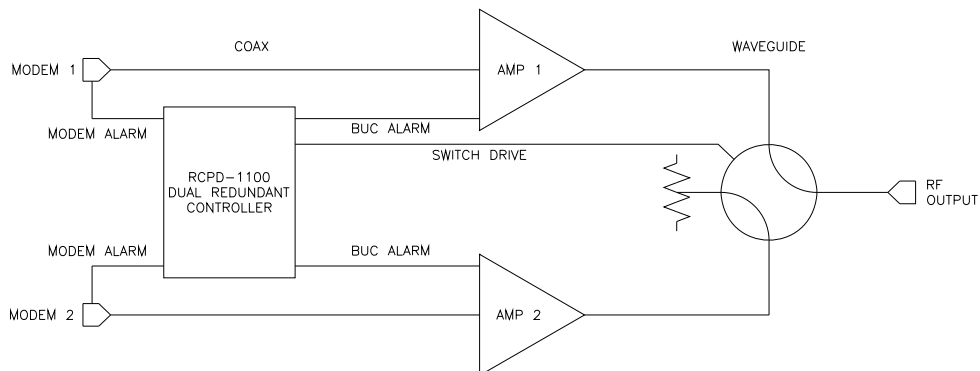 COAX
WAVEGUIDE
MODEM 1
AMP 1
MODEM ALARM
BUC ALARM
SWITCH DRIVE
RCPD-1100
DUAL REDUNDANT
CONTROLLER
RF
OUTPUT
MODEM ALARM
BUC ALARM
MODEM 2
AMP 2